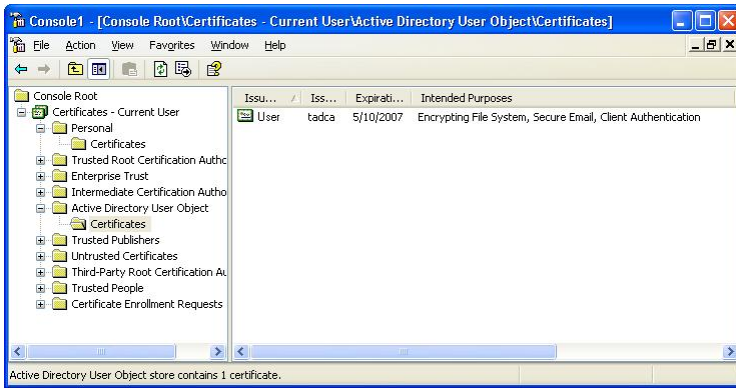 Console1 - [Console Root\Certificates - Current User\Active Directory User Object\Certificates]
File Action View Favorites Window Help
Console Root
Certificates - Current User
Personal
Certificates
Trusted Root Certification Authc
Enterprise Trust
Intermediate Certification Autho
Active Directory User Object
Certificates
Trusted Publishers
Untrusted Certificates
Third-Party Root Certification Au
Trusted People
Certificate Enrollment Requests
Issu... Iss... Expirati... Intended Purposes
User tadca 5/10/2007 Encrypting File System, Secure Email, Client Authentication
Active Directory User Object store contains 1 certificate.